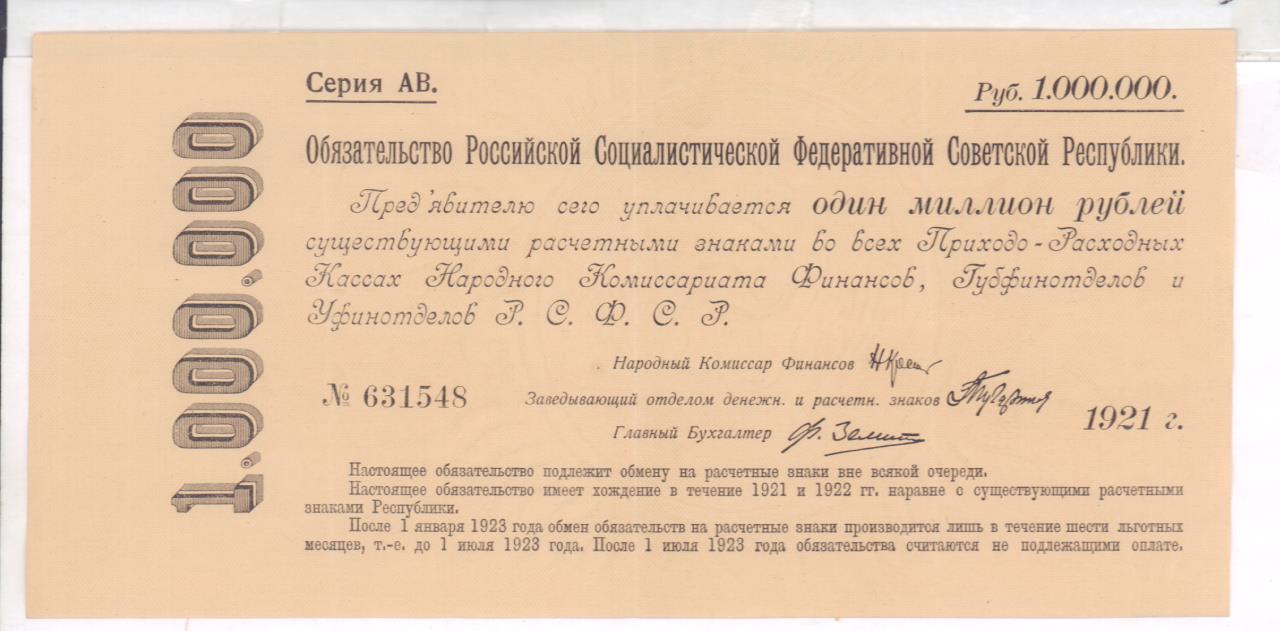 Серия АВ.
Руб. 1.000.000.
1.000.000
Обязательство Российской Социалистической Федеративной Советской Республики.
Пред'явителю сего уплачивается один миллион рублей
существующими расчетными знаками во всех Приходо-Расходных
Кассах Народного Комиссариата Финансов, Губфинотделов и
Уфинотделов Р. С. Ф. С. Р.
Народный Комиссар Финансов
№ 631548
Заведывающий отделом денежн. и расчетн. знаков
1921 г.
Главный Бухгалтер
Настоящее обязательство подлежит обмену на расчетные знаки вне всякой очереди.
Настоящее обязательство имеет хождение в течение 1921 и 1922 гг. наравне с существующими расчетными
знаками Республики.
После 1 января 1923 года обмен обязательств на расчетные знаки производится лишь в течение шести льготных
месяцев, т.-е. до 1 июля 1923 года. После 1 июля 1923 года обязательства считаются не подлежащими оплате.